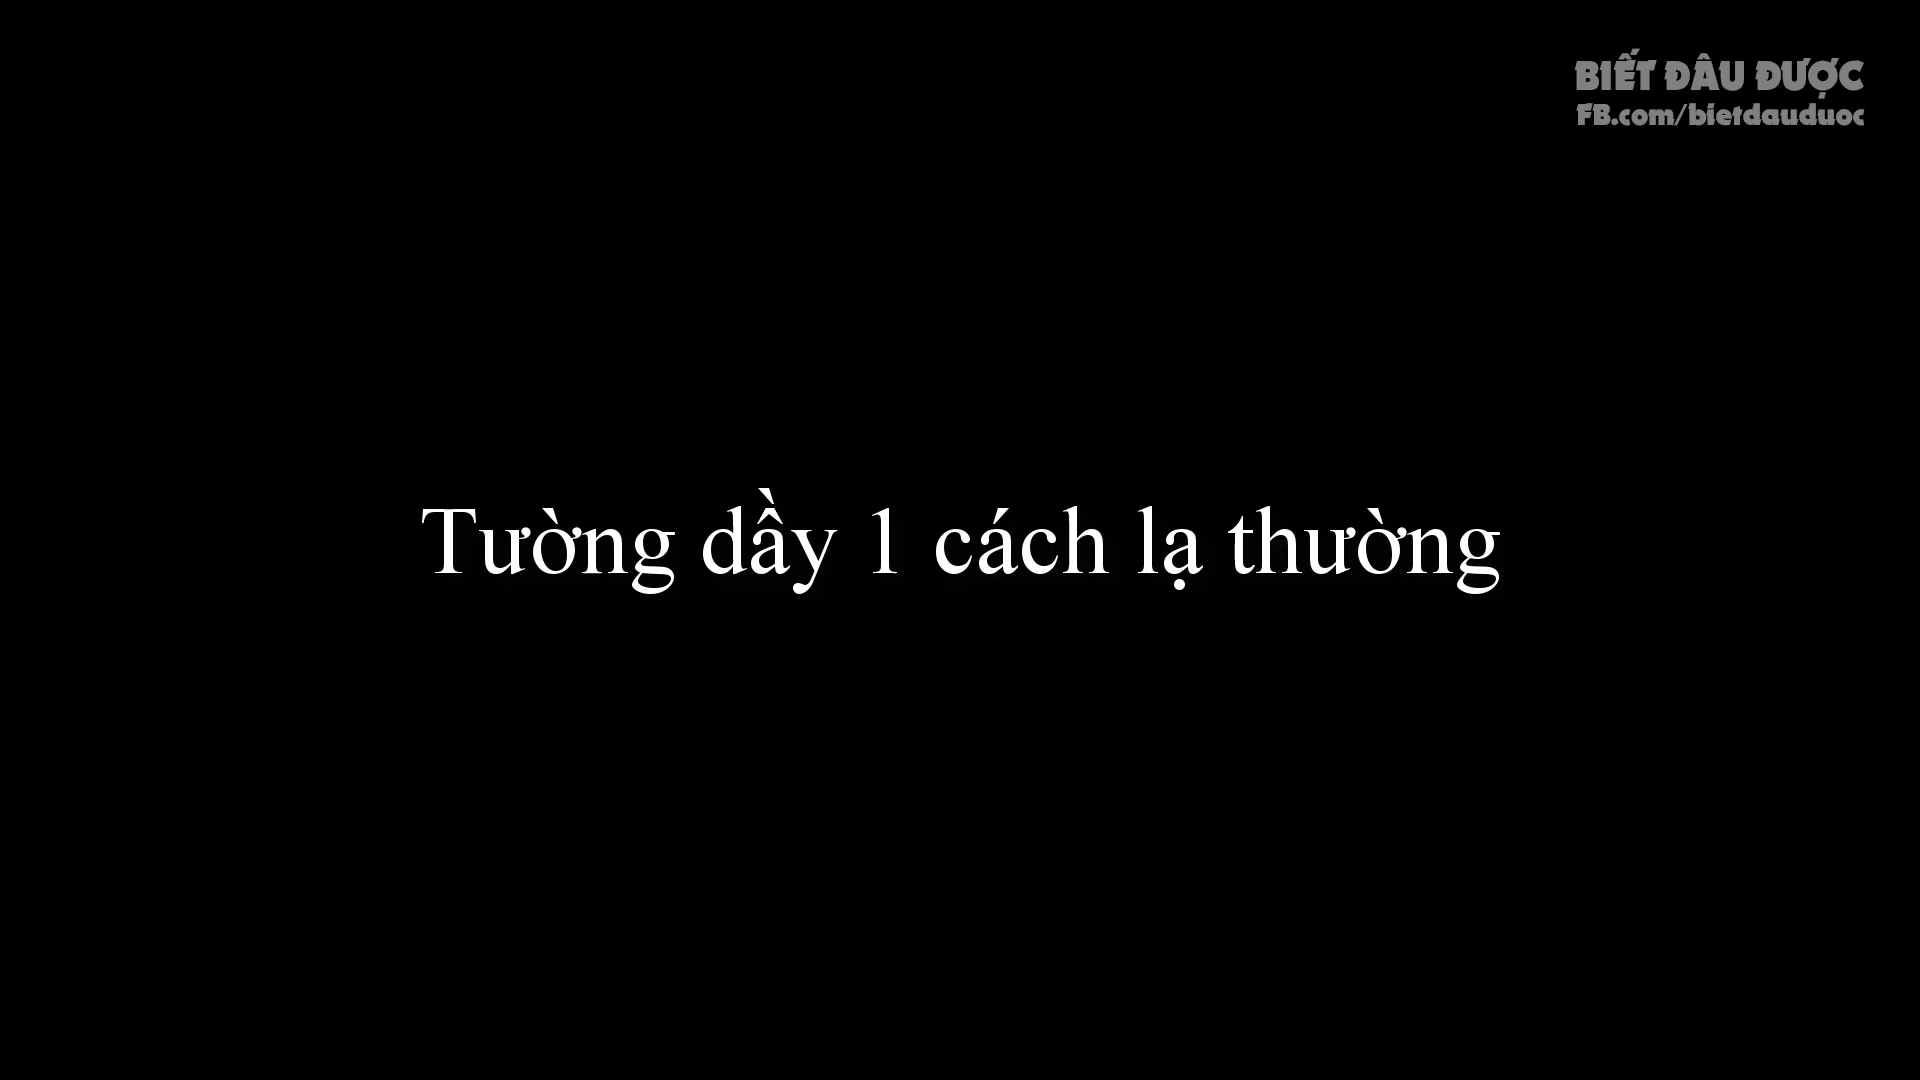 BIẾT ĐÂU ĐƯỢC
FB.com/bietdauduoc
Tường dầy 1 cách lạ thường